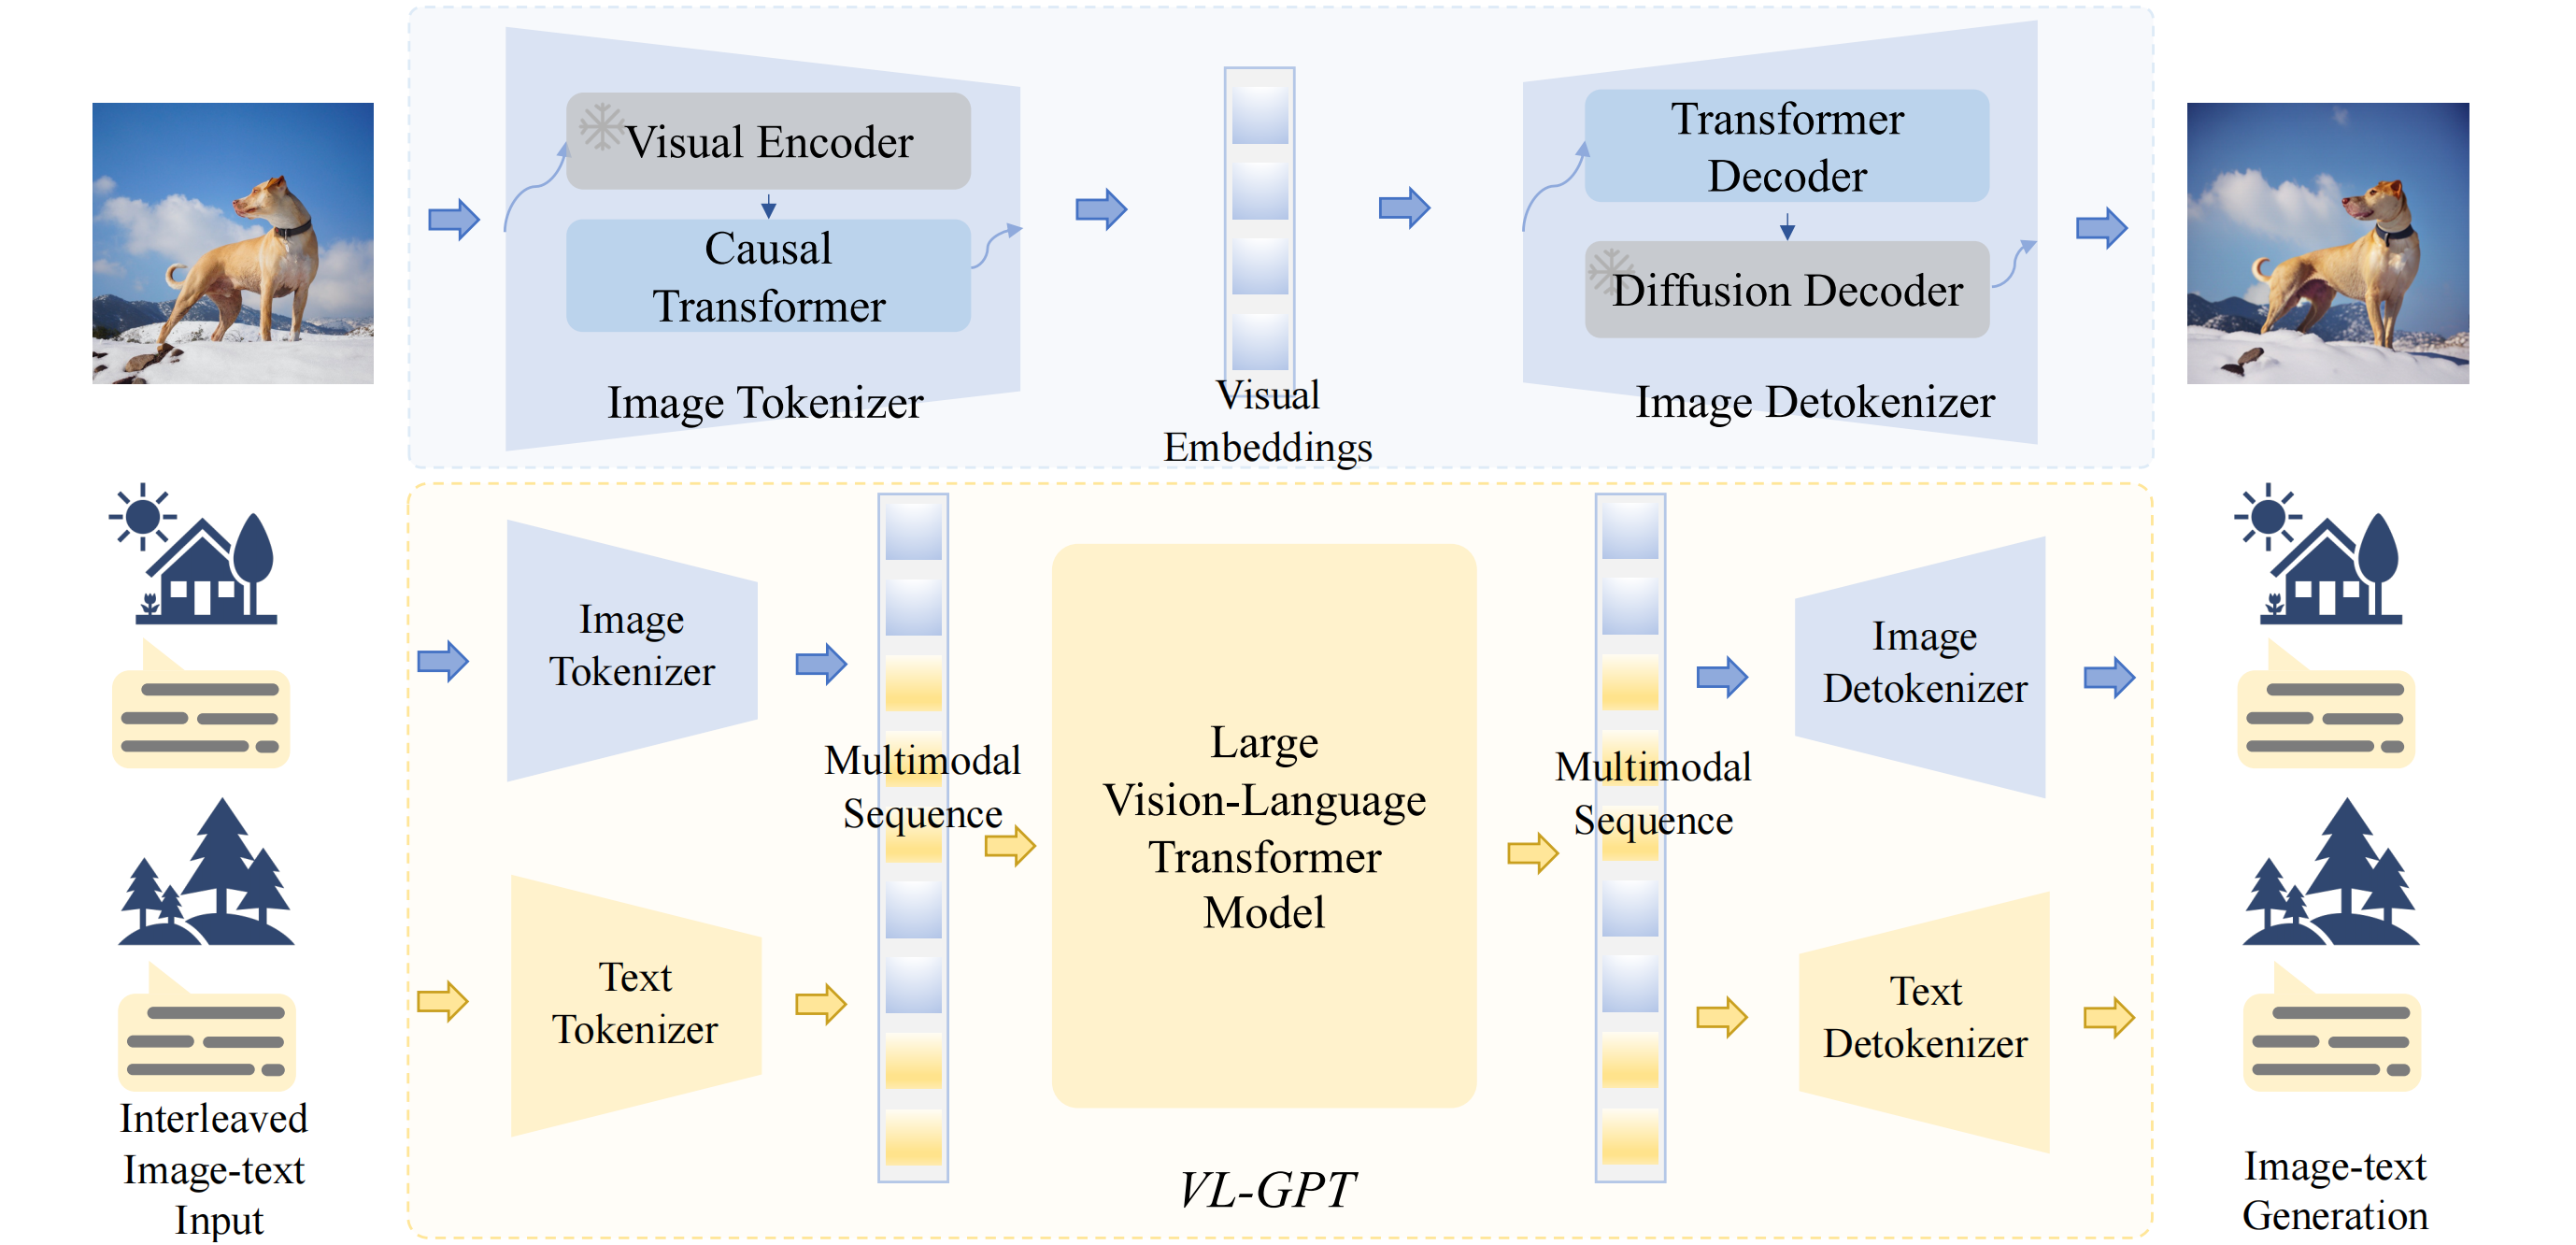 Visual Encoder
Causal
Transformer
Image Tokenizer
Visual
Embeddings
Transformer
Decoder
Diffusion Decoder
Image Detokenizer
Image
Tokenizer
Text
Tokenizer
Multimodal
Sequence
Large
Vision-Language
Transformer
Model
Multimodal
Sequence
Image
Detokenizer
Text
Detokenizer
VL-GPT
Interleaved
Image-text
Input
Image-text
Generation